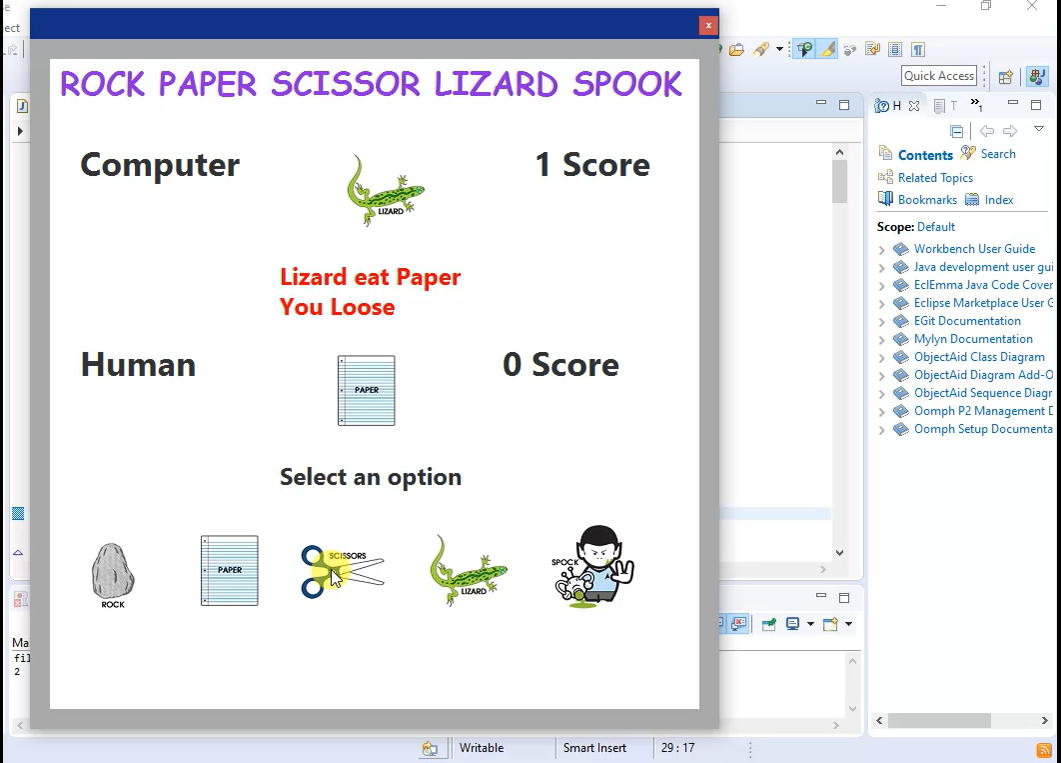 ect
ROCK PAPER SCISSOR LIZARD SPOOK
Quick Access
Computer
LIZARD
1 Score
Lizard eat Paper
You Loose
Human
PAPER
0 Score
Select an option
ROCK
PAPER
SCISSORS
LIZARD
SPOCK
A
H
T
»1
Contents
Search
Related Topics
Bookmarks
Index
Scope: Default
Workbench User Guide
Java development user gui
EclEmma Java Code Cover
Eclipse Marketplace User G
EGit Documentation
Mylyn Documentation
ObjectAid Class Diagram
ObjectAid Diagram Add-O
ObjectAid Sequence Diagr
Oomph P2 Management D
Oomph Setup Documenta
Ma
fil
2
Writable
Smart Insert
29 : 17